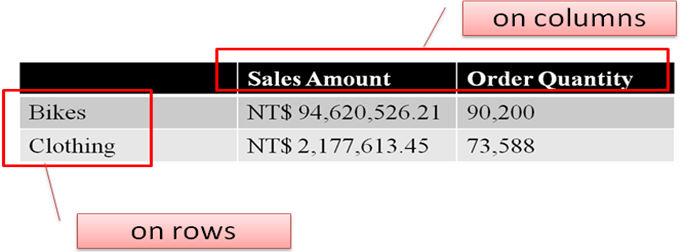 on columns
Sales Amount Order Quantity
Bikes NT$ 94,620,526.21 90,200
Clothing NT$ 2,177,613.45 73,588
on rows